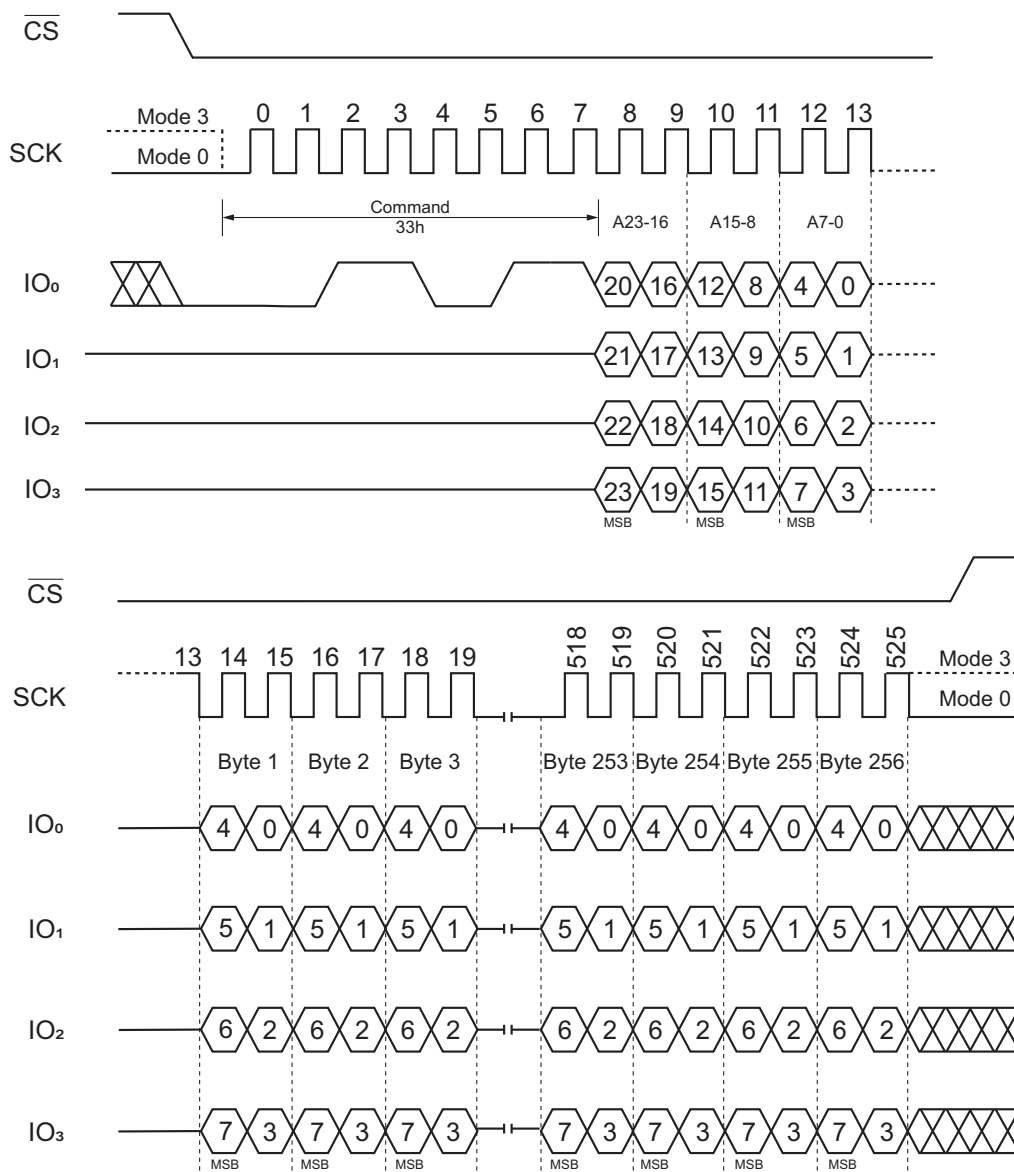 CS
Mode 3
0 1 2 3 4 5 6 7 8 9 10 11 12 13
SCK
Mode 0
Command
33h
A23-16 A15-8 A7-0
IO₀ 20 16 12 8 4 0
IO₁ 21 17 13 9 5 1
IO₂ 22 18 14 10 6 2
IO₃ 23 19 15 11 7 3
MSB MSB MSB
CS
13 14 15 16 17 18 19 518 519 520 521 522 523 524 525
Mode 3
SCK
Mode 0
Byte 1 Byte 2 Byte 3 Byte 253 Byte 254 Byte 255 Byte 256
IO₀ 4 0 4 0 4 0 4 0 4 0 4 0 4 0
IO₁ 5 1 5 1 5 1 5 1 5 1 5 1 5 1
IO₂ 6 2 6 2 6 2 6 2 6 2 6 2 6 2
IO₃ 7 3 7 3 7 3 7 3 7 3 7 3 7 3
MSB MSB MSB MSB MSB MSB MSB